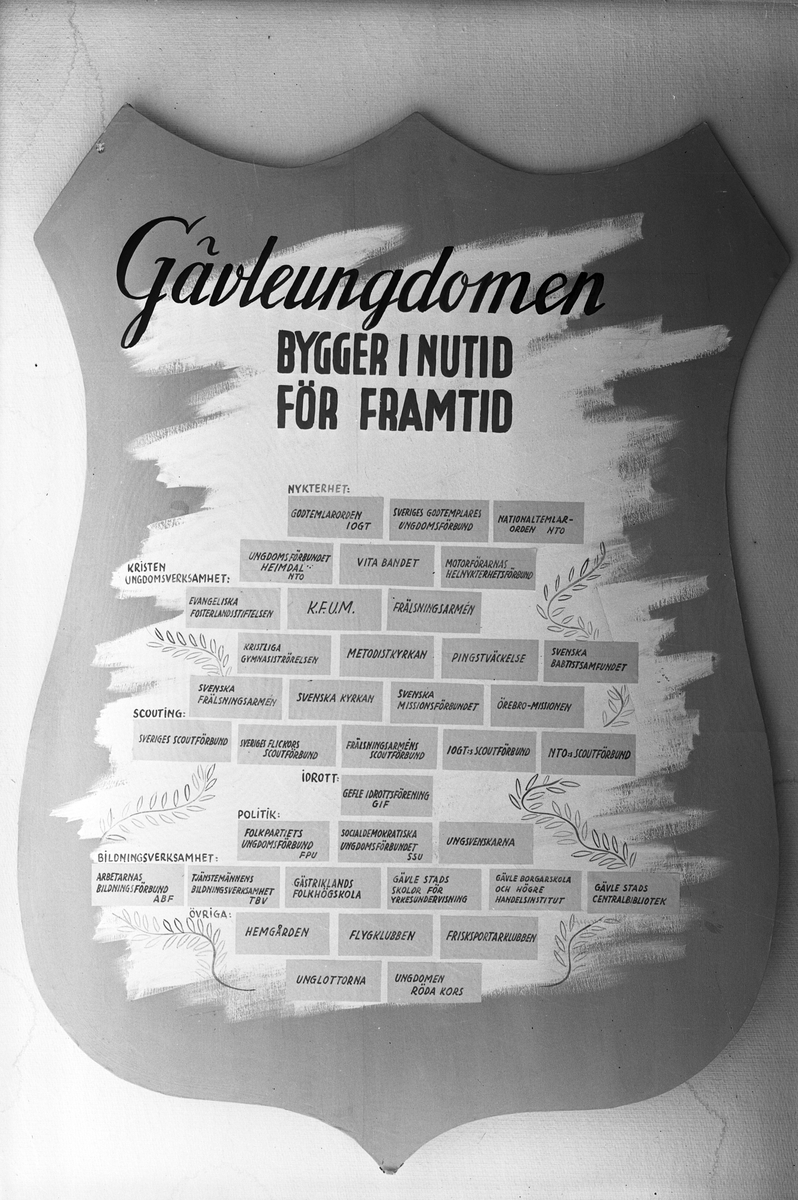 Gävleungdomen
BYGGER I NUTID
FÖR FRAMTID
NYKTERHET:
GODTEMLARORDEN
IOGT
SVERIGES GODTEMPLARES
UNGDOMSFÖRBUND
NATIONALTEMLAR-
ORDEN NTO
UNGDOMSFÖRBUNDET
HEIMDAL
NTO
VITA BANDET
MOTORFÖRARNAS
HELNYKTERHETSFÖRBUND
KRISTEN
UNGDOMSVERKSAMHET:
EVANGELISKA
FOSTERLANDSSTIFTELSEN
K.F.U.M.
FRÄLSNINGSARMÉN
KRISTLIGA
GYMNASISTRÖRELSEN
METODISTKYRKAN
PINGSTVÄCKELSE
SVENSKA
BABTISTSAMFUNDET
SVENSKA
FRÄLSNINGSARMÉN
SVENSKA KYRKAN
SVENSKA
MISSIONSFÖRBUNDET
ÖREBRO-MISSIONEN
SCOUTING:
SVERIGES SCOUTFÖRBUND
SVERIGES FLICKORS
SCOUTFÖRBUND
FRÄLSNINGSARMÉNS
SCOUTFÖRBUND
IOGT:s SCOUTFÖRBUND
NTO:s SCOUTFÖRBUND
IDROTT:
GEFLE IDROTTSFÖRENING
GIF
POLITIK:
FOLKPARTIETS
UNGDOMSFÖRBUND
FPU
SOCIALDEMOKRATISKA
UNGDOMSFÖRBUNDET
SSU
UNGSVENSKARNA
BILDNINGSVERKSAMHET:
ARBETARNAS
BILDNINGSFÖRBUND
ABF
TJÄNSTEMÄNNENS
BILDNINGSVERKSAMHET
TBV
GÄSTRIKLANDS
FOLKHÖGSKOLA
GÄVLE STADS
SKOLOR FÖR
YRKESUNDERVISNING
GÄVLE BORGARSKOLA
OCH HÖGRE
HANDELSINSTITUT
GÄVLE STADS
CENTRALBIBLIOTEK
ÖVRIGA:
HEMGÅRDEN
FLYGKLUBBEN
FRISKSPORTARKLUBBEN
UNGLOTTORNA
UNGDOMEN
RÖDA KORS